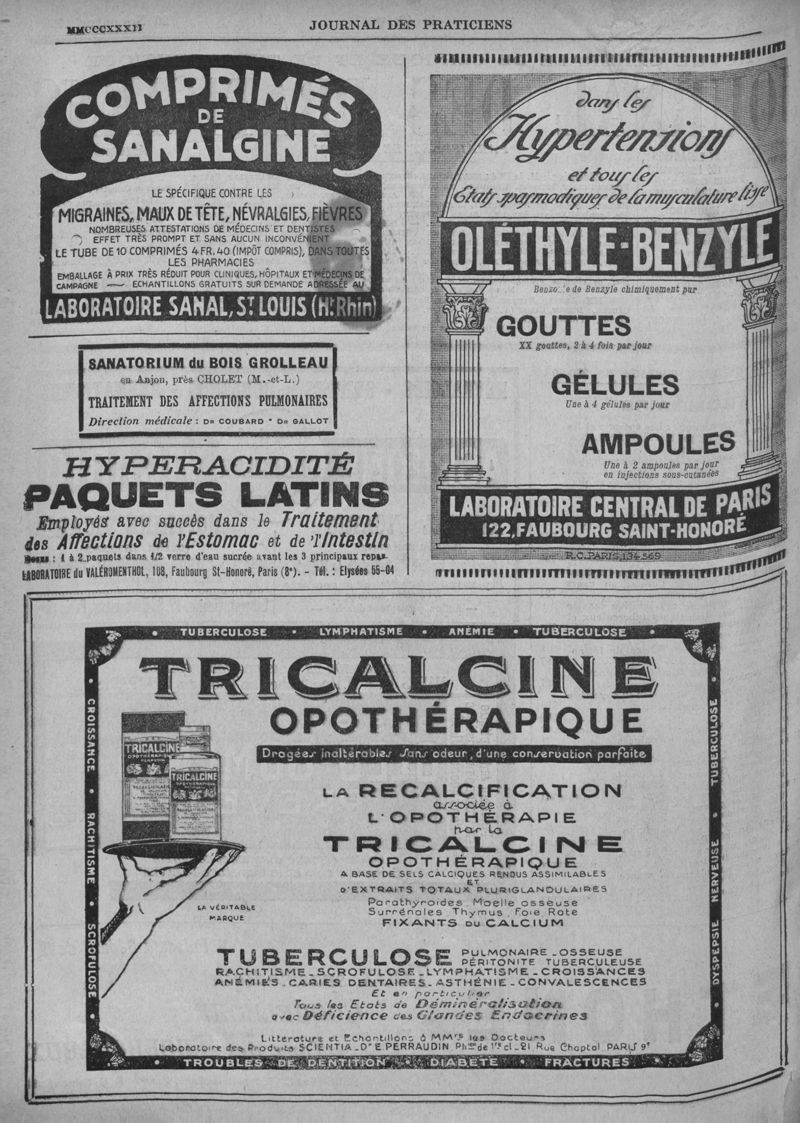 MMCCCXXXII
JOURNAL DES PRATICIENS
COMPRIMÉS
DE
SANALGINE
LE SPÉCIFIQUE CONTRE LES
MIGRAINES, MAUX DE TÊTE, NÉVRALGIES, FIÈVRES
NOMBREUSES ATTESTATIONS DE MÉDECINS ET DENTISTES
EFFET TRÈS PROMPT ET SANS AUCUN INCONVÉNIENT
LE TUBE DE 10 COMPRIMÉS 4 FR. 40 (IMPÔT COMPRIS), DANS TOUTES
LES PHARMACIES
EMBALLAGE À PRIX TRÈS RÉDUIT POUR CLINIQUES, HÔPITAUX ET MÉDECINS DE
CAMPAGNE — ECHANTILLONS GRATUITS SUR DEMANDE ADRESSÉE AU
LABORATOIRE SANAL, ST LOUIS (Ht Rhin)
SANATORIUM du BOIS GROLLEAU
en Anjou, près CHOLET (M.-et-L.)
TRAITEMENT DES AFFECTIONS PULMONAIRES
Direction médicale : DR COUBARD - DR GALLOT
HYPERACIDITÉ
PAQUETS LATINS
Employés avec succès dans le Traitement
des Affections de l'Estomac et de l'Intestin
Doses : 1 à 2 paquets dans 1/2 verre d'eau sucrée avant les 3 principaux repas.
LABORATOIRE du VALÉROMENTHOL, 108, Faubourg St-Honoré, Paris (8e). - Tél. : Elysées 55-04
dans les
Hypertensions
et tous les
États spasmodiques de la musculature lisse
OLÉTHYLE-BENZYLE
Benzoate de Benzyle chimiquement pur
GOUTTES
XX gouttes, 2 à 4 fois par jour
GÉLULES
Une à 4 gélules par jour
AMPOULES
Une à 2 ampoules par jour
en injections sous-cutanées
LABORATOIRE CENTRAL DE PARIS
122, FAUBOURG SAINT-HONORÉ
R.C. PARIS, 134 569
TUBERCULOSE • LYMPHATISME • ANÉMIE • TUBERCULOSE
CROISSANCE • RACHITISME • SCROFULOSE
TRICALCINE
OPOTHÉRAPIQUE
Dragées inaltérables sans odeur, d'une conservation parfaite
TRICALCINE
OPOTHÉRAPIQUE
TRICALCINE
OPOTHÉRAPIQUE
LA VÉRITABLE
MARQUE
LA RECALCIFICATION
associée à
L'OPOTHÉRAPIE
par la
TRICALCINE
OPOTHÉRAPIQUE
A BASE DE SELS CALCIQUES RENDUS ASSIMILABLES
ET
D'EXTRAITS TOTAUX PLURIGLANDULAIRES
Parathyroïdes, Moelle osseuse
Surrénales, Thymus, Foie, Rate
FIXANTS DU CALCIUM
TUBERCULOSE PULMONAIRE - OSSEUSE
PÉRITONITE TUBERCULEUSE
RACHITISME - SCROFULOSE - LYMPHATISME - CROISSANCES
ANÉMIES - CARIES DENTAIRES - ASTHÉNIE - CONVALESCENCES
Et en particulier
Tous les Etats de Déminéralisation
avec Déficience des Glandes Endocrines
Littérature et Echantillons à MMrs les Docteurs
Laboratoire des Produits SCIENTIA - Dr E PERRAUDIN Phen de 1re cl - 21 Rue Chaptal PARIS 9e
TUBERCULOSE • DYSPEPSIE NERVEUSE
TROUBLES DE DENTITION • DIABÈTE • FRACTURES